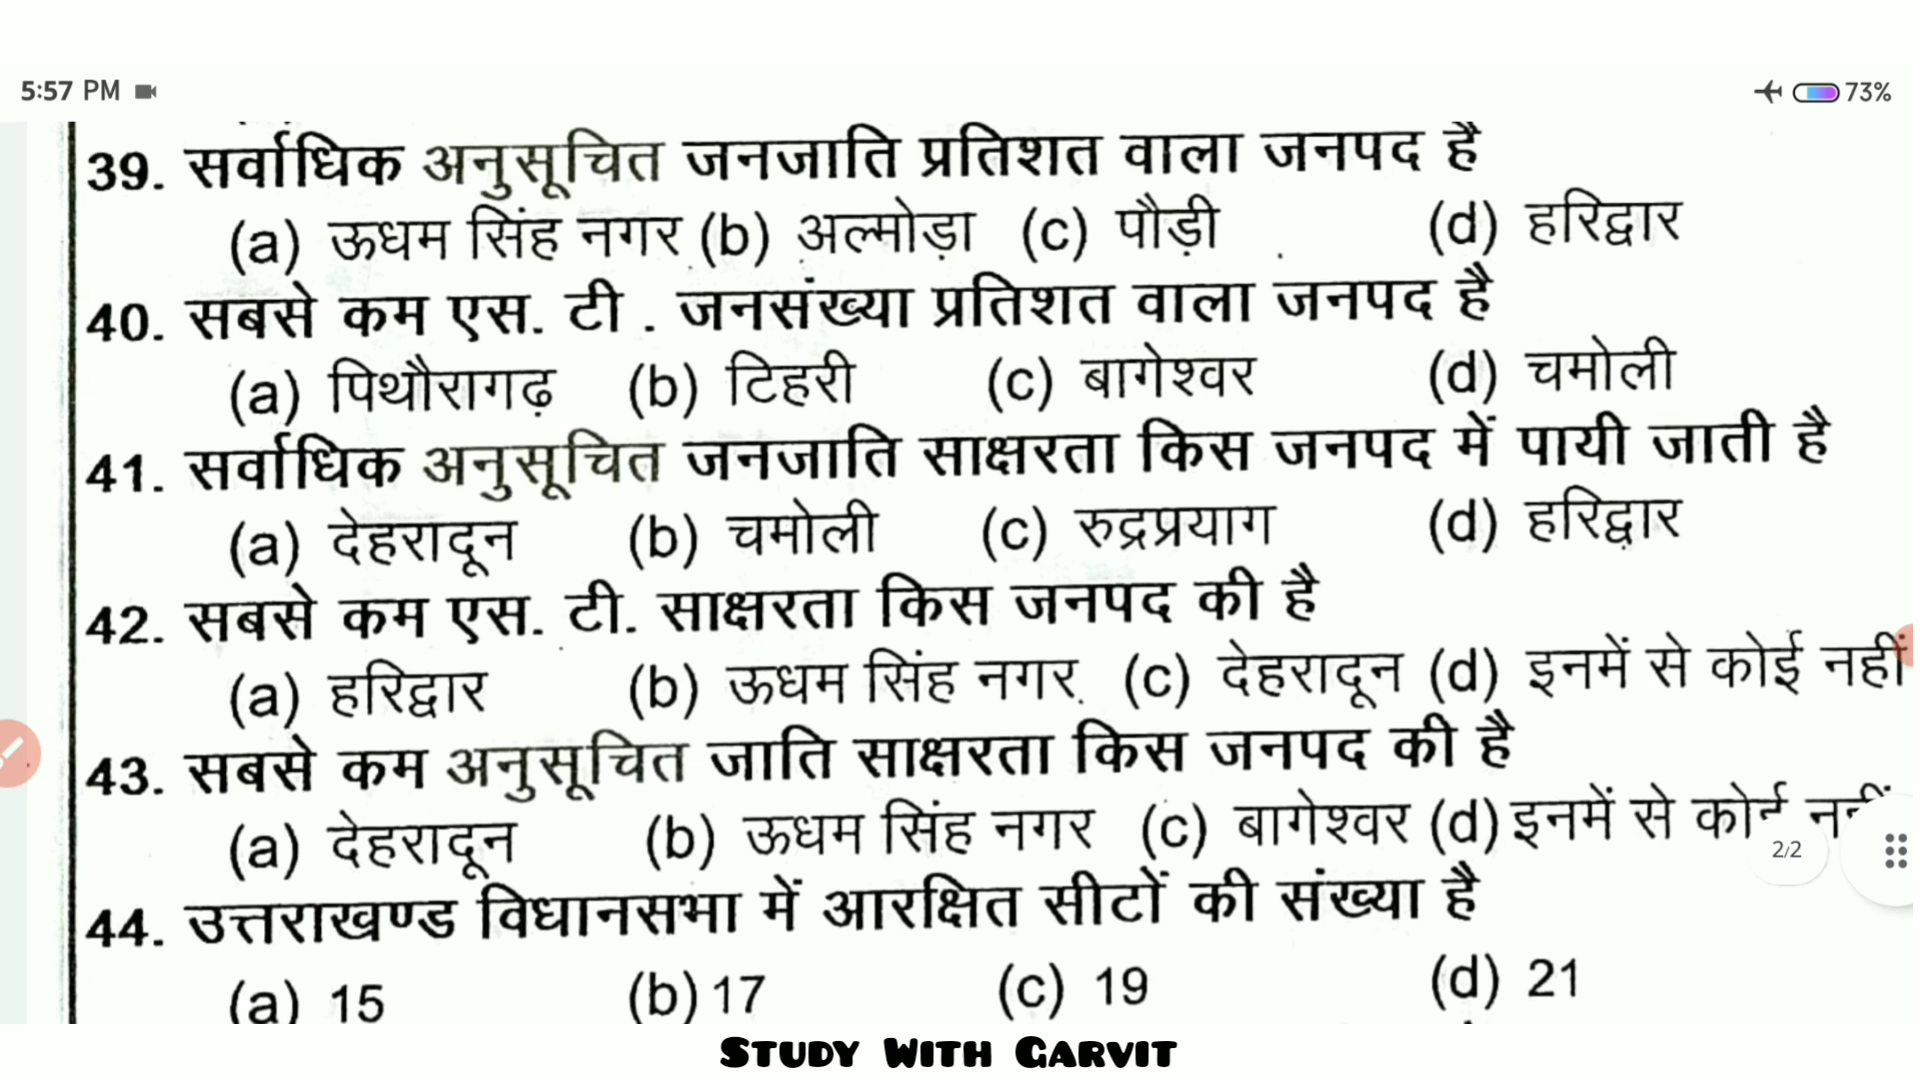 5:57 PM 73%
39. सर्वाधिक अनुसूचित जनजाति प्रतिशत वाला जनपद है
(a) ऊधम सिंह नगर (b) अल्मोड़ा (c) पौड़ी (d) हरिद्वार
40. सबसे कम एस. टी . जनसंख्या प्रतिशत वाला जनपद है
(a) पिथौरागढ़ (b) टिहरी (c) बागेश्वर (d) चमोली
41. सर्वाधिक अनुसूचित जनजाति साक्षरता किस जनपद में पायी जाती है
(a) देहरादून (b) चमोली (c) रुद्रप्रयाग (d) हरिद्वार
42. सबसे कम एस. टी. साक्षरता किस जनपद की है
(a) हरिद्वार (b) ऊधम सिंह नगर (c) देहरादून (d) इनमें से कोई नहीं
43. सबसे कम अनुसूचित जाति साक्षरता किस जनपद की है
(a) देहरादून (b) ऊधम सिंह नगर (c) बागेश्वर (d) इनमें से
2/2
44. उत्तराखण्ड विधानसभा में आरक्षित सीटों की संख्या है
(a) 15 (b) 17 (c) 19 (d) 21
STUDY WITH GARVIT